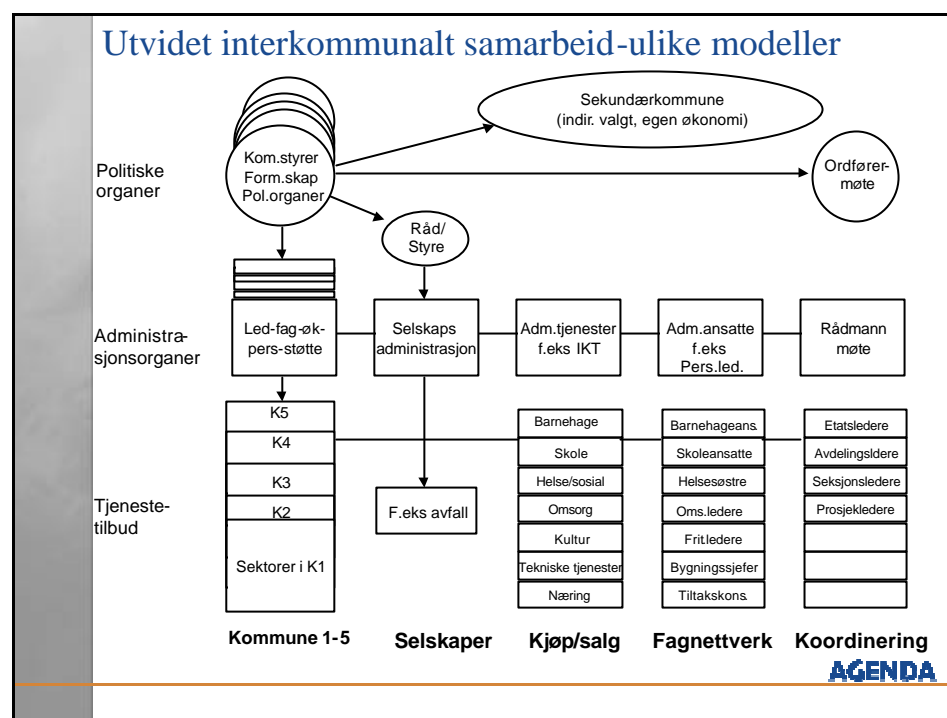 Utvidet interkommunalt samarbeid-ulike modeller
Sekundærkommune
(indir. valgt, egen økonomi)
Politiske
organer
Kom.styrer
Form.skap
Pol.organer
Ordfører-
møte
Råd/
Styre
Administra-
sjonsorganer
Led-fag-øk-
pers-støtte
Selskaps
administrasjon
Adm.tjenester
f.eks IKT
Adm.ansatte
f.eks
Pers.led.
Rådmann
møte
Tjeneste-
tilbud
K5
K4
K3
K2
Sektorer i K1
F.eks avfall
Barnehage
Skole
Helse/sosial
Omsorg
Kultur
Tekniske tjenester
Næring
Barnehageans.
Skoleansatte
Helsesøstre
Oms.ledere
Frit.ledere
Bygningssjefer
Tiltakskons.
Etatsledere
Avdelingsldere
Seksjonsledere
Prosjekledere
Kommune 1-5
Selskaper
Kjøp/salg
Fagnettverk
Koordinering
AGENDA